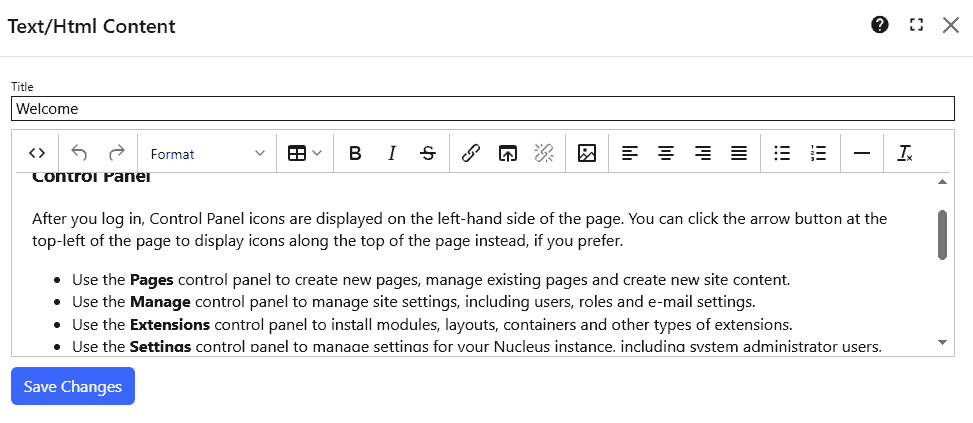 Text/Html Content
Title
Welcome
Format
Control Panel
After you log in, Control Panel icons are displayed on the left-hand side of the page. You can click the arrow button at the
top-left of the page to display icons along the top of the page instead, if you prefer.
• Use the Pages control panel to create new pages, manage existing pages and create new site content.
• Use the Manage control panel to manage site settings, including users, roles and e-mail settings.
• Use the Extensions control panel to install modules, layouts, containers and other types of extensions.
• Use the Settings control panel to manage settings for your Nucleus instance, including system administrator users.
Save Changes